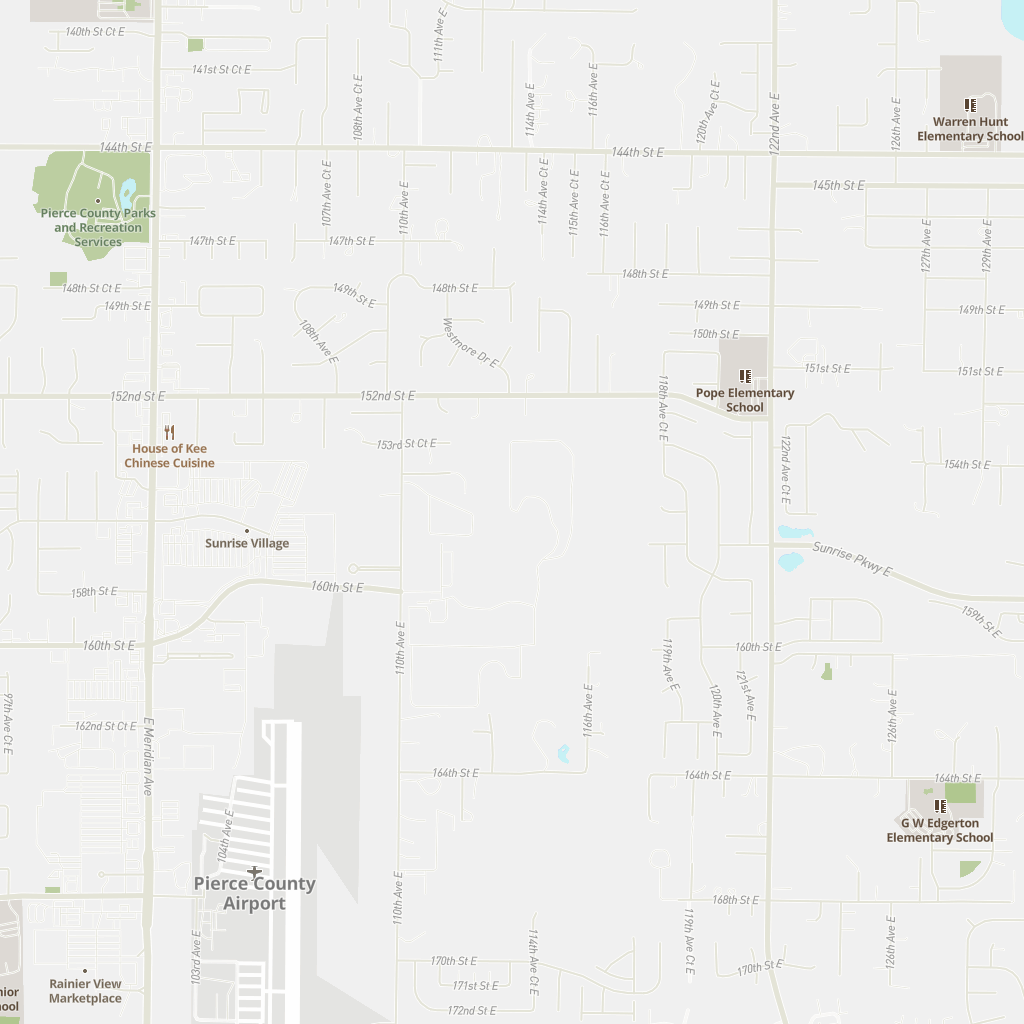 140th St Ct E
111th Ave E
141st St Ct E
108th Ave Ct E
114th Ave E
116th Ave E
120th Ave Ct E
122nd Ave E
126th Ave E
Warren Hunt
Elementary School
144th St E
144th St E
107th Ave Ct E
110th Ave E
114th Ave Ct E
115th Ave Ct E
116th Ave Ct E
145th St E
Pierce County Parks
and Recreation
Services
147th St E
147th St E
127th Ave E
129th Ave E
148th St E
148th St Ct E
149th St E
148th St E
149th St E
149th St E
149th St E
108th Ave E
Westmore Dr E
150th St E
151st St E
151st St E
118th Ave Ct E
Pope Elementary
School
152nd St E
152nd St E
House of Kee
Chinese Cuisine
153rd St Ct E
122nd Ave Ct E
154th St E
Sunrise Village
Sunrise Pkwy E
158th St E
160th St E
159th St E
160th St E
110th Ave E
119th Ave E
160th St E
121st Ave E
97th Ave Ct E
162nd St Ct E
E Meridian Ave
116th Ave E
120th Ave E
126th Ave E
164th St E
164th St E
164th St E
104th Ave E
G W Edgerton
Elementary School
Pierce County
Airport
110th Ave E
168th St E
103rd Ave E
114th Ave Ct E
119th Ave Ct E
126th Ave E
170th St E
170th St E
171st St E
172nd St E
Rainier View
Marketplace
nior
ool